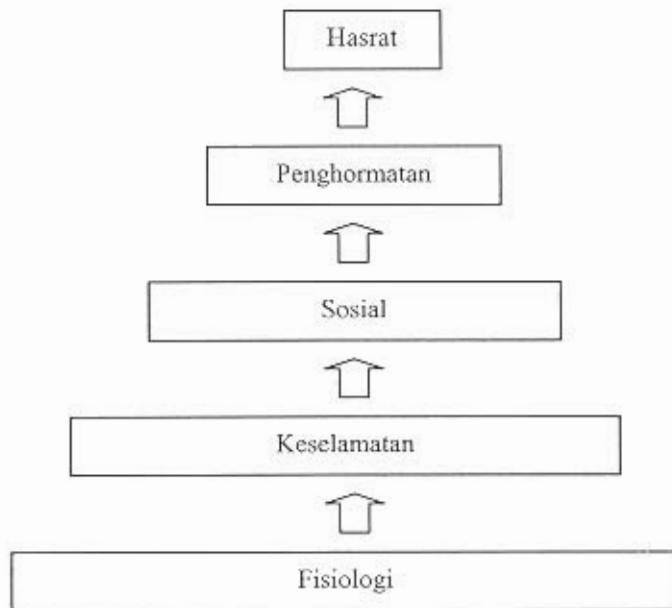 Hasrat
Penghormatan
Sosial
Keselamatan
Fisiologi